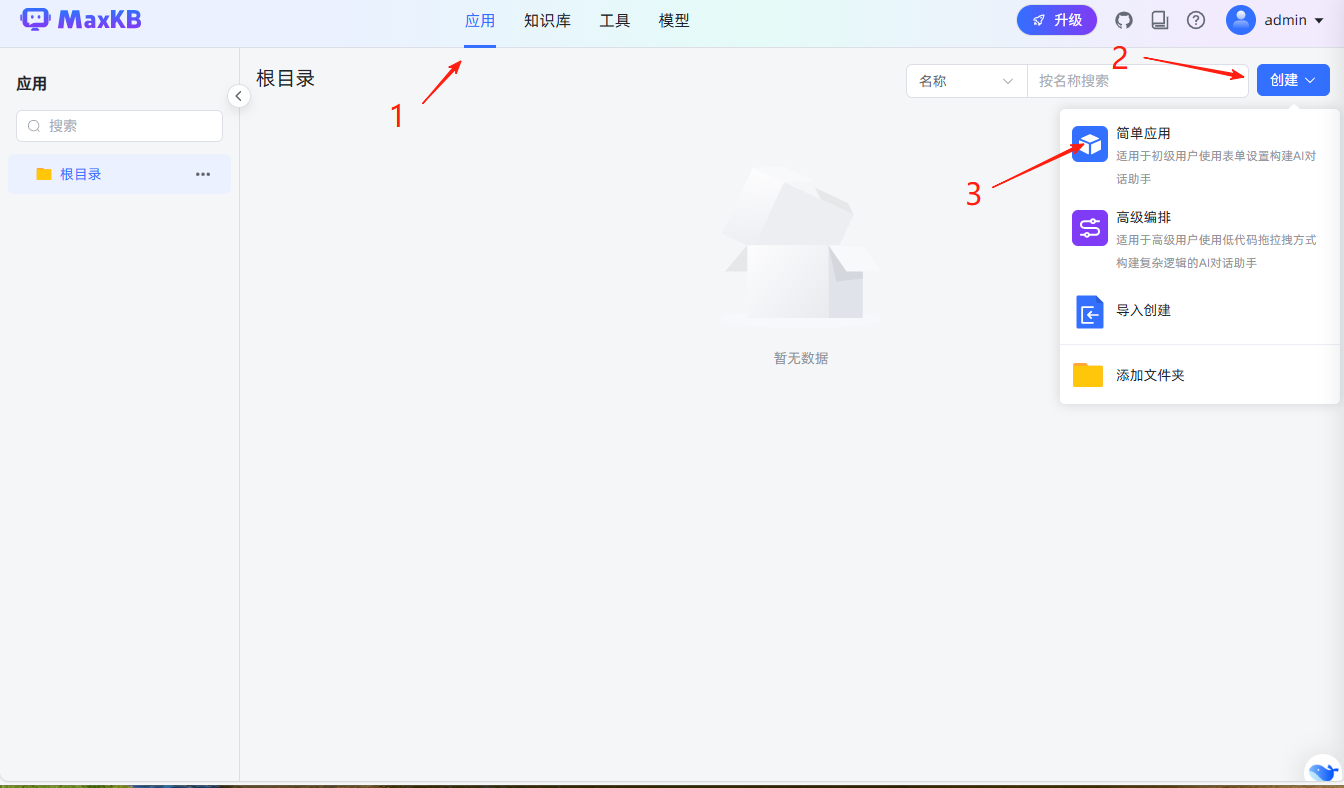 MaxKB
应用 知识库 工具 模型
升级
admin
应用
搜索
根目录
根目录
名称
按名称搜索
创建
1
2
3
简单应用
适用于初级用户使用表单设置构建AI对
话助手
高级编排
适用于高级用户使用低代码拖拉拽方式
构建复杂逻辑的AI对话助手
导入创建
添加文件夹
暂无数据